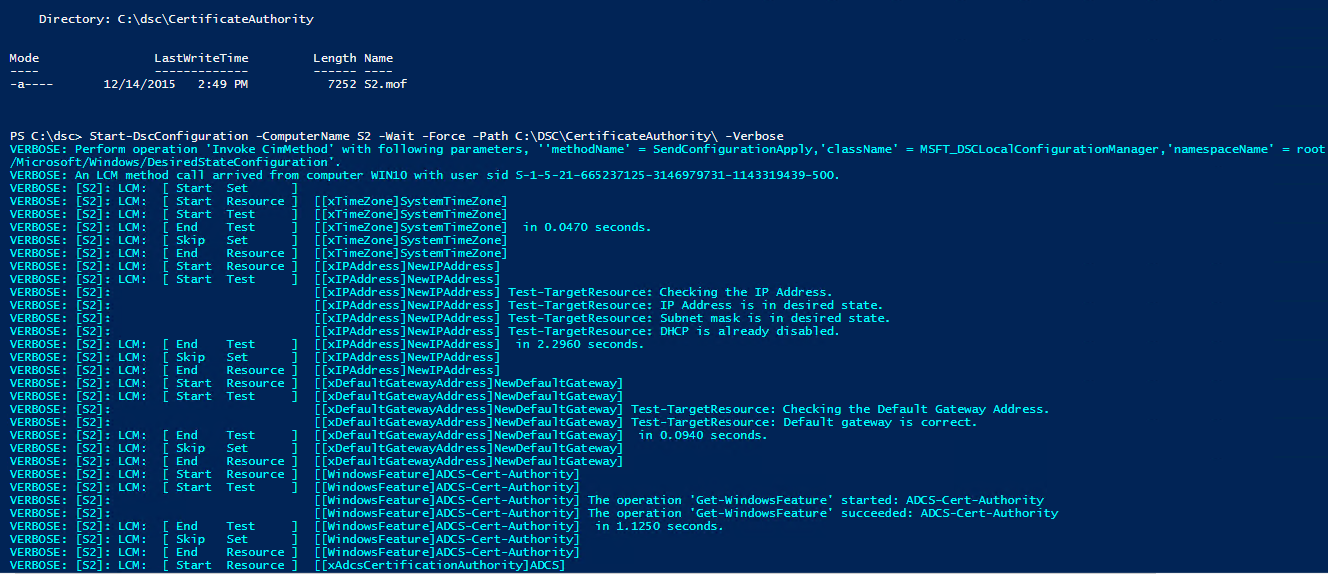 Directory: C:\dsc\CertificateAuthority
Mode LastWriteTime Length Name
---- ------------- ------ ----
-a---- 12/14/2015 2:49 PM 7252 S2.mof
PS C:\dsc> Start-DscConfiguration -ComputerName S2 -Wait -Force -Path C:\DSC\CertificateAuthority\ -Verbose
VERBOSE: Perform operation 'Invoke CimMethod' with following parameters, ''methodName' = SendConfigurationApply,'className' = MSFT_DSCLocalConfigurationManager,'namespaceName' = root
/Microsoft/Windows/DesiredStateConfiguration'.
VERBOSE: An LCM method call arrived from computer WIN10 with user sid S-1-5-21-665237125-3146979731-1143319439-500.
VERBOSE: [S2]: LCM: [ Start Set ]
VERBOSE: [S2]: LCM: [ Start Resource ] [[xTimeZone]SystemTimeZone]
VERBOSE: [S2]: LCM: [ Start Test ] [[xTimeZone]SystemTimeZone]
VERBOSE: [S2]: LCM: [ End Test ] [[xTimeZone]SystemTimeZone] in 0.0470 seconds.
VERBOSE: [S2]: LCM: [ Skip Set ] [[xTimeZone]SystemTimeZone]
VERBOSE: [S2]: LCM: [ End Resource ] [[xTimeZone]SystemTimeZone]
VERBOSE: [S2]: LCM: [ Start Resource ] [[xIPAddress]NewIPAddress]
VERBOSE: [S2]: LCM: [ Start Test ] [[xIPAddress]NewIPAddress]
VERBOSE: [S2]: [[xIPAddress]NewIPAddress] Test-TargetResource: Checking the IP Address.
VERBOSE: [S2]: [[xIPAddress]NewIPAddress] Test-TargetResource: IP Address is in desired state.
VERBOSE: [S2]: [[xIPAddress]NewIPAddress] Test-TargetResource: Subnet mask is in desired state.
VERBOSE: [S2]: [[xIPAddress]NewIPAddress] Test-TargetResource: DHCP is already disabled.
VERBOSE: [S2]: LCM: [ End Test ] [[xIPAddress]NewIPAddress] in 2.2960 seconds.
VERBOSE: [S2]: LCM: [ Skip Set ] [[xIPAddress]NewIPAddress]
VERBOSE: [S2]: LCM: [ End Resource ] [[xIPAddress]NewIPAddress]
VERBOSE: [S2]: LCM: [ Start Resource ] [[xDefaultGatewayAddress]NewDefaultGateway]
VERBOSE: [S2]: LCM: [ Start Test ] [[xDefaultGatewayAddress]NewDefaultGateway]
VERBOSE: [S2]: [[xDefaultGatewayAddress]NewDefaultGateway] Test-TargetResource: Checking the Default Gateway Address.
VERBOSE: [S2]: [[xDefaultGatewayAddress]NewDefaultGateway] Test-TargetResource: Default gateway is correct.
VERBOSE: [S2]: LCM: [ End Test ] [[xDefaultGatewayAddress]NewDefaultGateway] in 0.0940 seconds.
VERBOSE: [S2]: LCM: [ Skip Set ] [[xDefaultGatewayAddress]NewDefaultGateway]
VERBOSE: [S2]: LCM: [ End Resource ] [[xDefaultGatewayAddress]NewDefaultGateway]
VERBOSE: [S2]: LCM: [ Start Resource ] [[WindowsFeature]ADCS-Cert-Authority]
VERBOSE: [S2]: LCM: [ Start Test ] [[WindowsFeature]ADCS-Cert-Authority]
VERBOSE: [S2]: [[WindowsFeature]ADCS-Cert-Authority] The operation 'Get-WindowsFeature' started: ADCS-Cert-Authority
VERBOSE: [S2]: [[WindowsFeature]ADCS-Cert-Authority] The operation 'Get-WindowsFeature' succeeded: ADCS-Cert-Authority
VERBOSE: [S2]: LCM: [ End Test ] [[WindowsFeature]ADCS-Cert-Authority] in 1.1250 seconds.
VERBOSE: [S2]: LCM: [ Skip Set ] [[WindowsFeature]ADCS-Cert-Authority]
VERBOSE: [S2]: LCM: [ End Resource ] [[WindowsFeature]ADCS-Cert-Authority]
VERBOSE: [S2]: LCM: [ Start Resource ] [[xAdcsCertificationAuthority]ADCS]